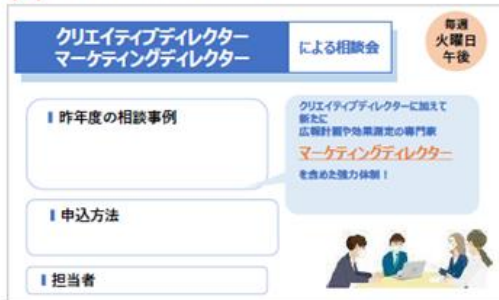 クリエイティブディレクター
マーケティングディレクター
による相談会
毎週
火曜日
午後
昨年度の相談事例
クリエイティブディレクターに加えて
新たに
広報計画や効果測定の専門家
マーケティングディレクター
を含めた強力体制！
申込方法
担当者